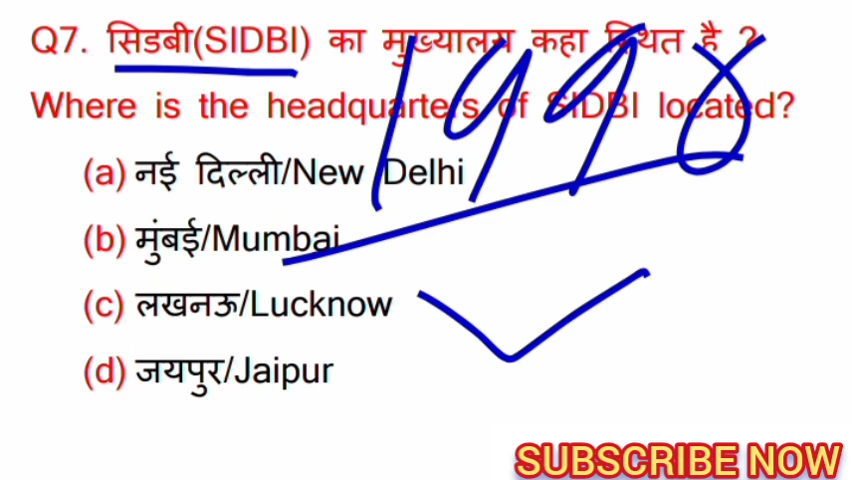 Q7. सिडबी(SIDBI) का मुख्यालय कहा स्थित है ?
Where is the headquarters of SIDBI located?
(a) नई दिल्ली/New Delhi
(b) मुंबई/Mumbai
(c) लखनऊ/Lucknow
(d) जयपुर/Jaipur
1998
SUBSCRIBE NOW